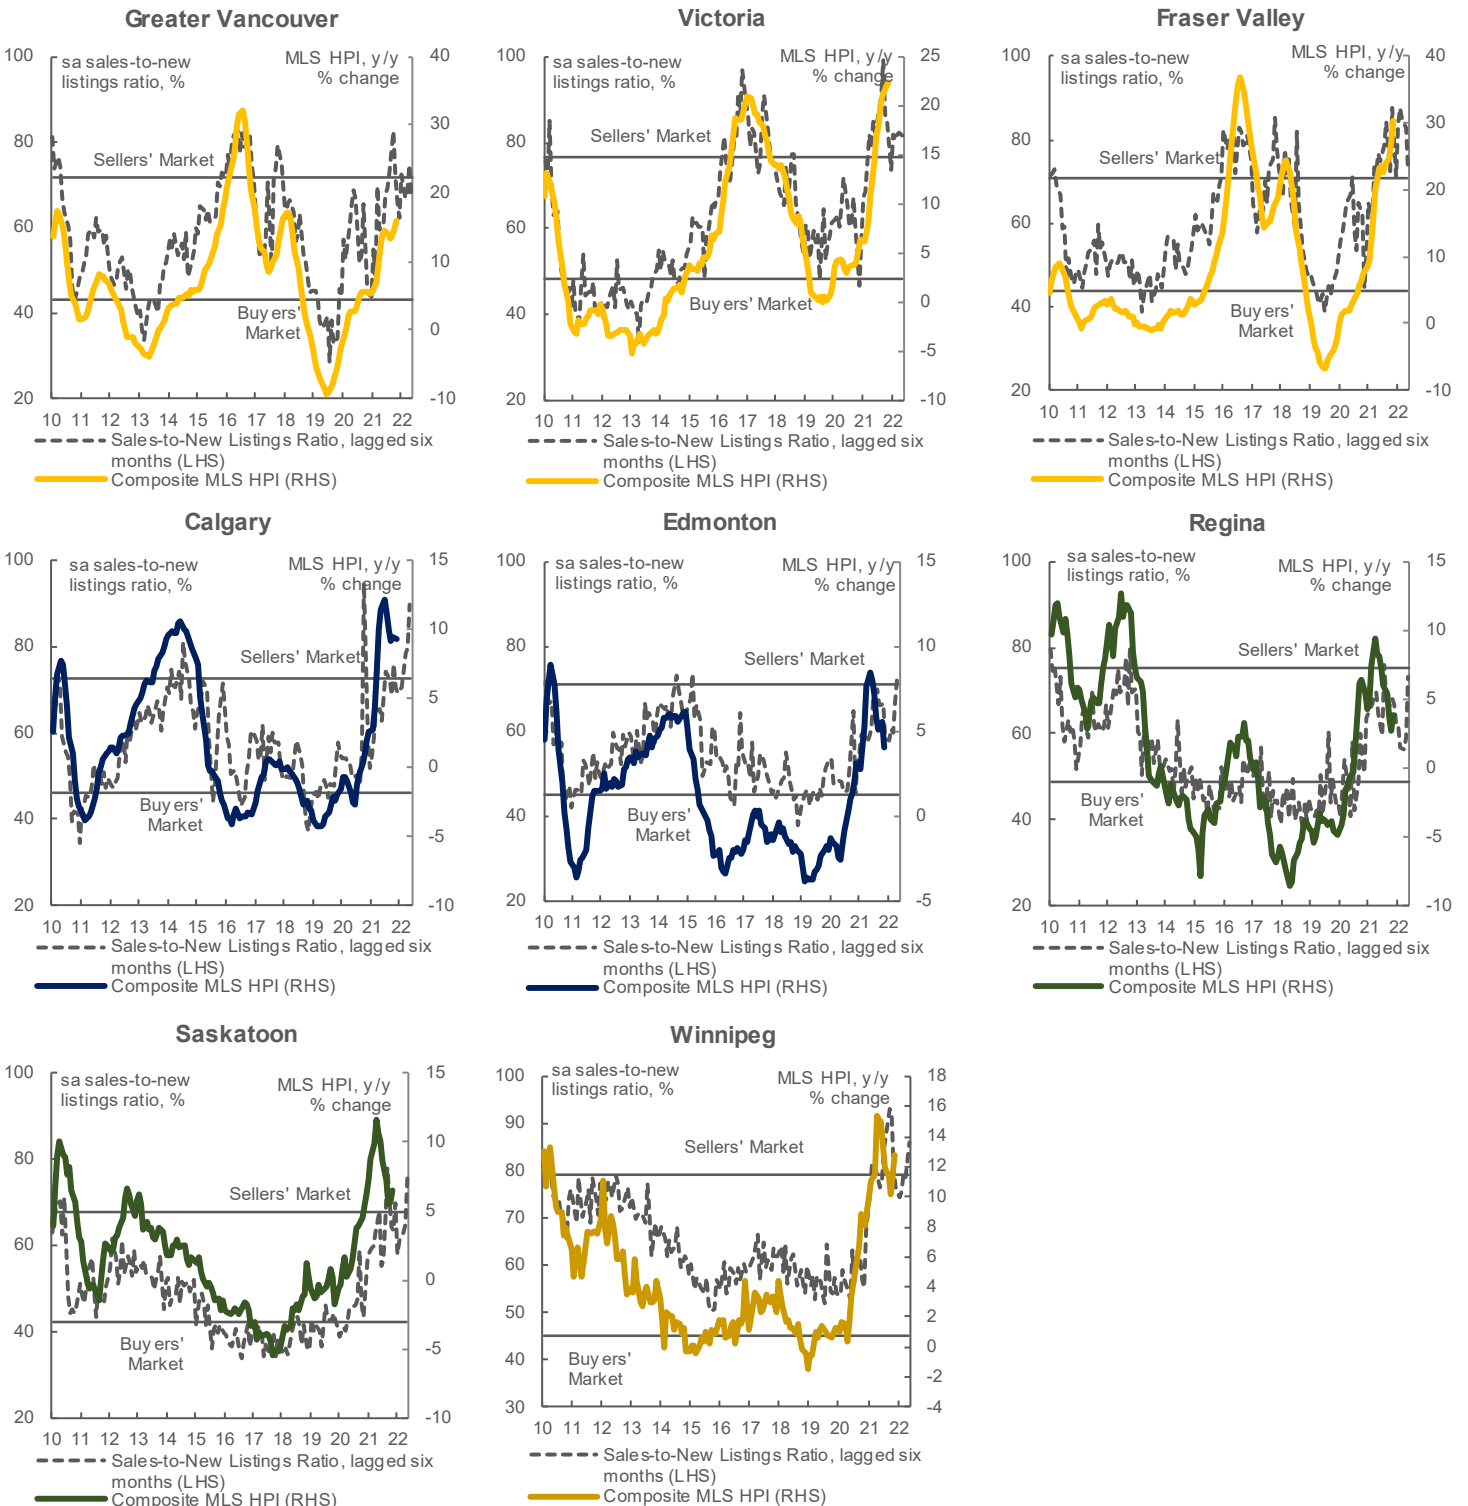 Greater Vancouver
sa sales-to-new
listings ratio, %
MLS HPI, y/y
% change
100
80
60
40
20
40
30
20
10
0
-10
Sellers' Market
Buyers'
Market
10 11 12 13 14 15 16 17 18 19 20 21 22
Sales-to-New Listings Ratio, lagged six
months (LHS)
Composite MLS HPI (RHS)
Victoria
sa sales-to-new
listings ratio, %
MLS HPI, y/y
% change
100
80
60
40
20
25
20
15
10
5
0
-5
-10
Sellers' Market
Buyers' Market
10 11 12 13 14 15 16 17 18 19 20 21 22
Sales-to-New Listings Ratio, lagged six
months (LHS)
Composite MLS HPI (RHS)
Fraser Valley
sa sales-to-new
listings ratio, %
MLS HPI, y/y
% change
100
80
60
40
20
40
30
20
10
0
-10
Sellers' Market
Buyers'
Market
10 11 12 13 14 15 16 17 18 19 20 21 22
Sales-to-New Listings Ratio, lagged six
months (LHS)
Composite MLS HPI (RHS)
Calgary
sa sales-to-new
listings ratio, %
MLS HPI, y/y
% change
100
80
60
40
20
15
10
5
0
-5
-10
Sellers' Market
Buyers'
Market
10 11 12 13 14 15 16 17 18 19 20 21 22
Sales-to-New Listings Ratio, lagged six
months (LHS)
Composite MLS HPI (RHS)
Edmonton
sa sales-to-new
listings ratio, %
MLS HPI, y/y
% change
100
80
60
40
20
15
10
5
0
-5
Sellers' Market
Buyers'
Market
10 11 12 13 14 15 16 17 18 19 20 21 22
Sales-to-New Listings Ratio, lagged six
months (LHS)
Composite MLS HPI (RHS)
Regina
sa sales-to-new
listings ratio, %
MLS HPI, y/y
% change
100
80
60
40
20
15
10
5
0
-5
-10
Sellers' Market
Buyers'
Market
10 11 12 13 14 15 16 17 18 19 20 21 22
Sales-to-New Listings Ratio, lagged six
months (LHS)
Composite MLS HPI (RHS)
Saskatoon
sa sales-to-new
listings ratio, %
MLS HPI, y/y
% change
100
80
60
40
20
15
10
5
0
-5
-10
Sellers' Market
Buyers'
Market
10 11 12 13 14 15 16 17 18 19 20 21 22
Sales-to-New Listings Ratio, lagged six
months (LHS)
Composite MLS HPI (RHS)
Winnipeg
sa sales-to-new
listings ratio, %
MLS HPI, y/y
% change
100
90
80
70
60
50
40
30
18
16
14
12
10
8
6
4
2
0
-2
-4
Sellers' Market
Buyers'
Market
10 11 12 13 14 15 16 17 18 19 20 21 22
Sales-to-New Listings Ratio, lagged six
months (LHS)
Composite MLS HPI (RHS)